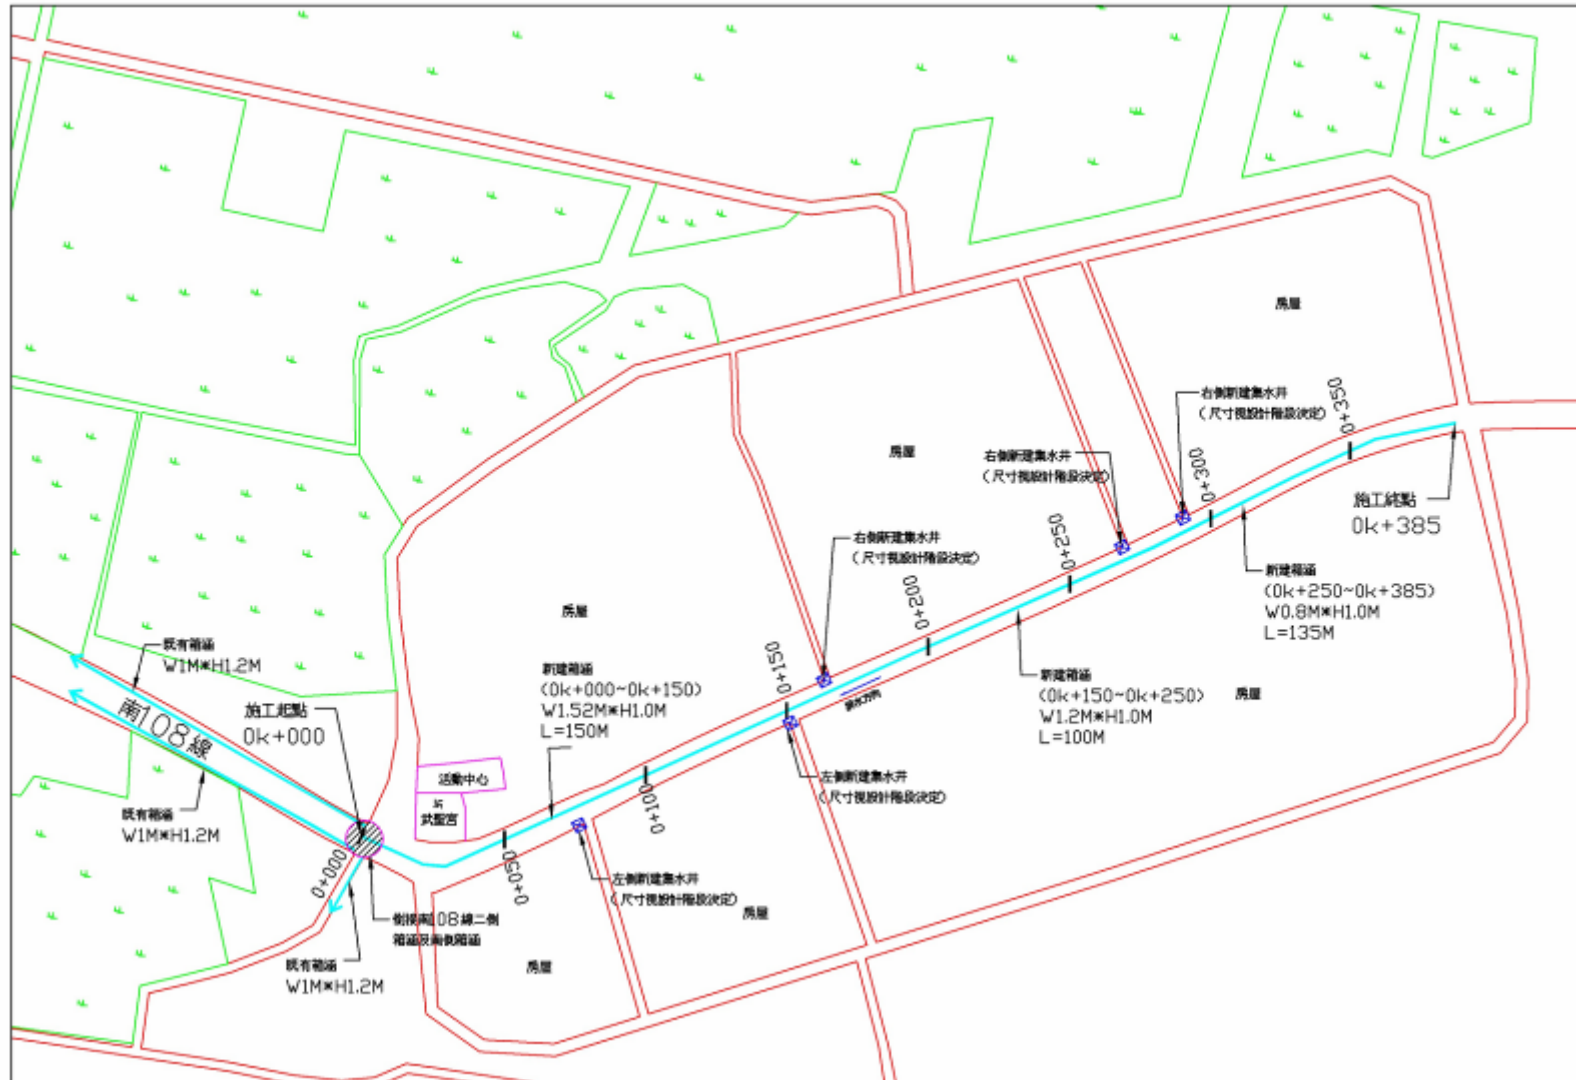 房屋
右側新建集水井
(尺寸視設計階段決定)
0+350
房屋
右側新建集水井
(尺寸視設計階段決定)
0+300
施工終點
0k+385
右側新建集水井
(尺寸視設計階段決定)
0+250
新建箱涵
(0k+250~0k+385)
W0.8M*H1.0M
L=135M
房屋
0+200
既有箱涵
W1M*H1.2M
0+150
新建箱涵
(0k+000~0k+150)
W1.52M*H1.0M
L=150M
新建箱涵
(0k+150~0k+250)
W1.2M*H1.0M
L=100M
房屋
排水方向
南108線
施工起點
0k+000
活動中心
武聖宮
左側新建集水井
(尺寸視設計階段決定)
0+100
既有箱涵
W1M*H1.2M
0+000
0+050
左側新建集水井
(尺寸視設計階段決定)
房屋
銜接南108線二側
箱涵及南側箱涵
既有箱涵
W1M*H1.2M
房屋